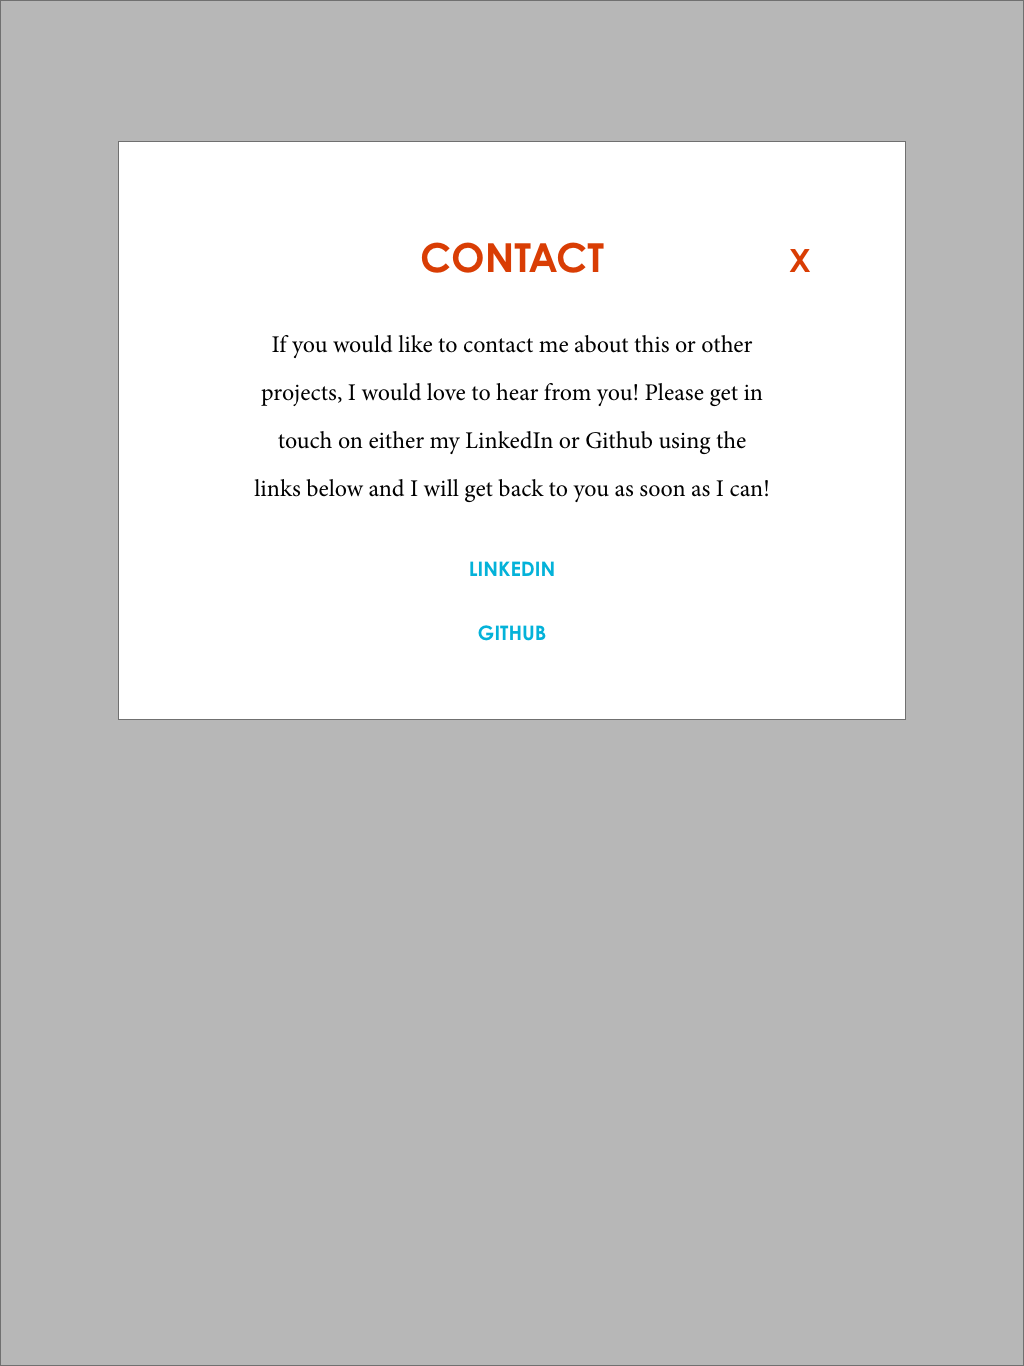 CONTACT
X
If you would like to contact me about this or other
projects, I would love to hear from you! Please get in
touch on either my LinkedIn or Github using the
links below and I will get back to you as soon as I can!
LINKEDIN
GITHUB